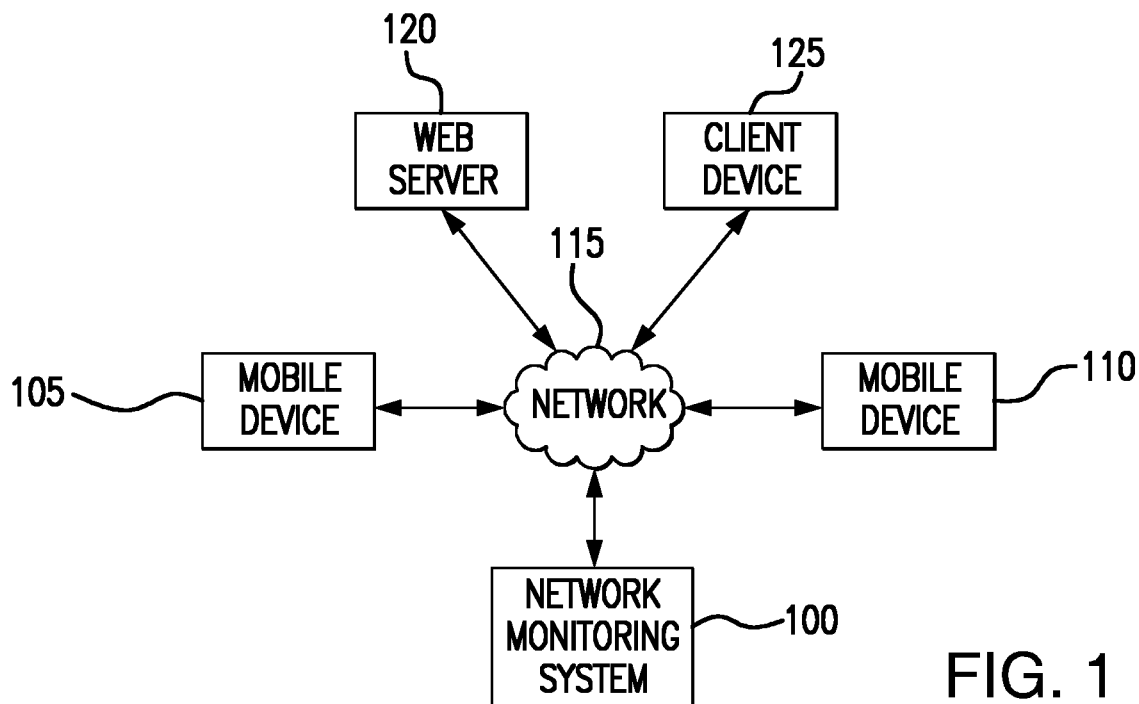 120
125
WEB
SERVER
CLIENT
DEVICE
115
105
MOBILE
DEVICE
NETWORK
MOBILE
DEVICE
110
NETWORK
MONITORING
SYSTEM
100
FIG. 1